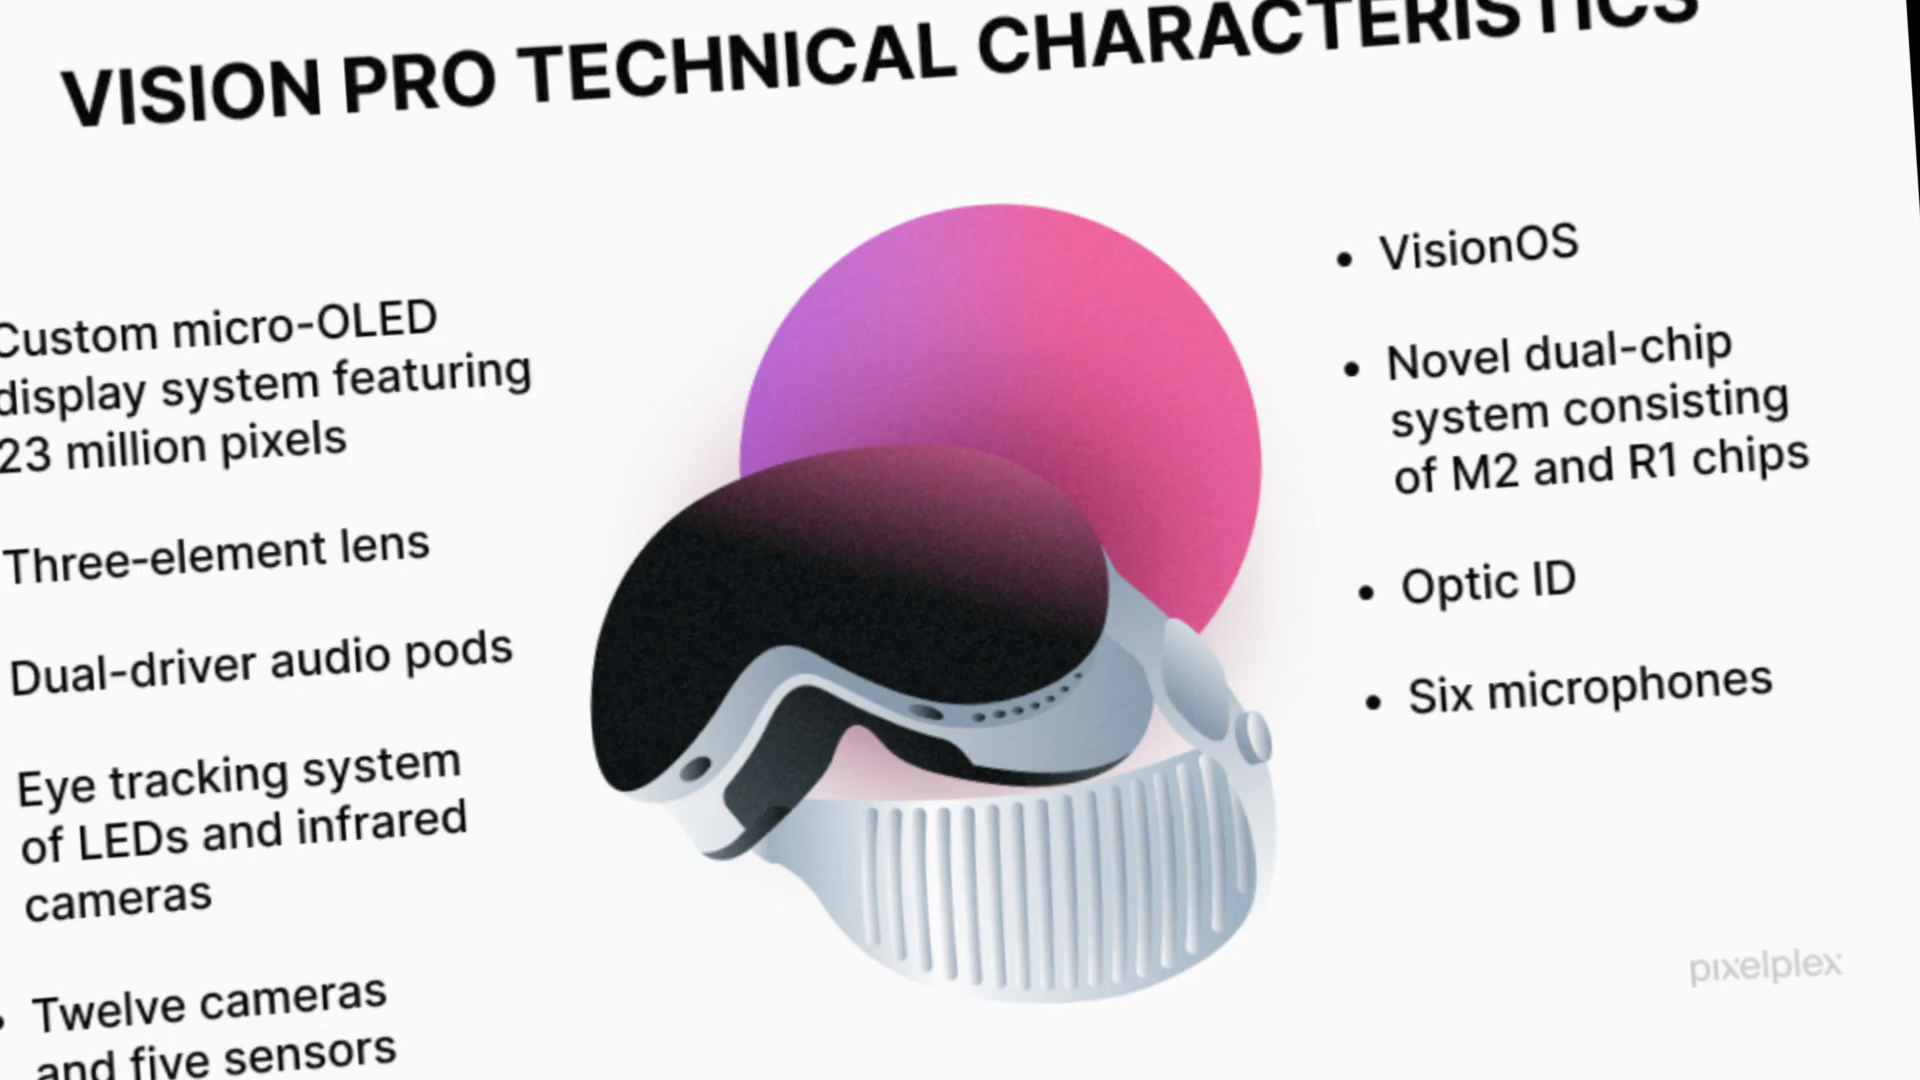 VISION PRO TECHNICAL CHARACTERISTICS
Custom micro-OLED
display system featuring
23 million pixels
Three-element lens
Dual-driver audio pods
Eye tracking system
of LEDs and infrared
cameras
• Twelve cameras
and five sensors
• VisionOS
• Novel dual-chip
system consisting
of M2 and R1 chips
• Optic ID
• Six microphones
pixelplex